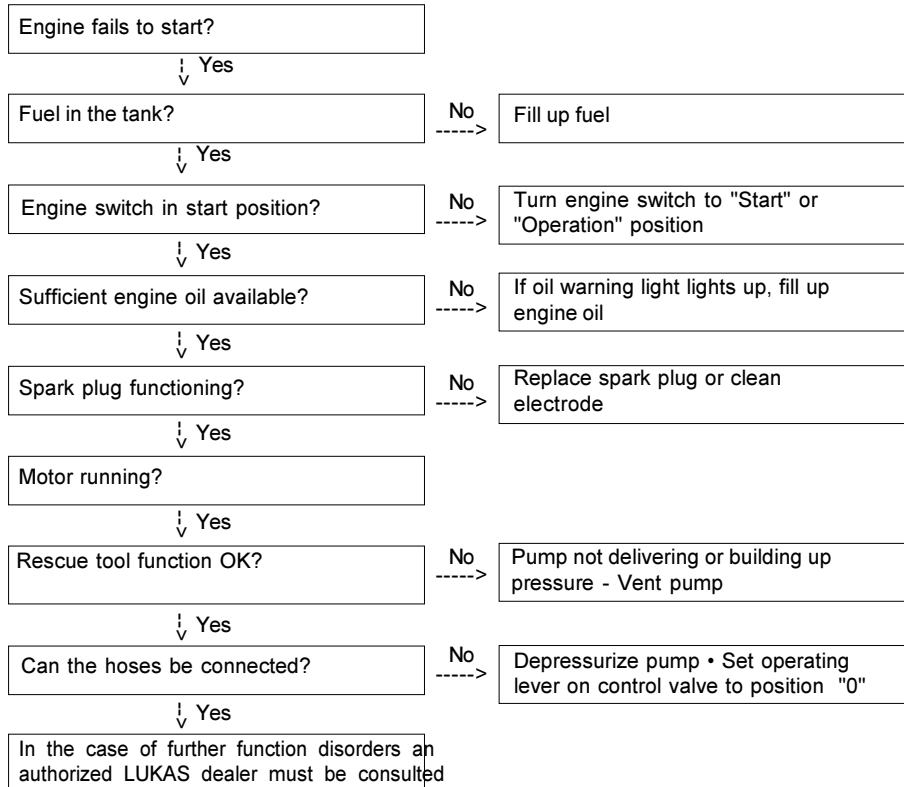 Engine fails to start?
Yes
Fuel in the tank?
No
----->
Fill up fuel
Yes
Engine switch in start position?
No
----->
Turn engine switch to "Start" or
"Operation" position
Yes
Sufficient engine oil available?
No
----->
If oil warning light lights up, fill up
engine oil
Yes
Spark plug functioning?
No
----->
Replace spark plug or clean
electrode
Yes
Motor running?
Yes
Rescue tool function OK?
No
----->
Pump not delivering or building up
pressure - Vent pump
Yes
Can the hoses be connected?
No
----->
Depressurize pump • Set operating
lever on control valve to position "0"
Yes
In the case of further function disorders an
authorized LUKAS dealer must be consulted